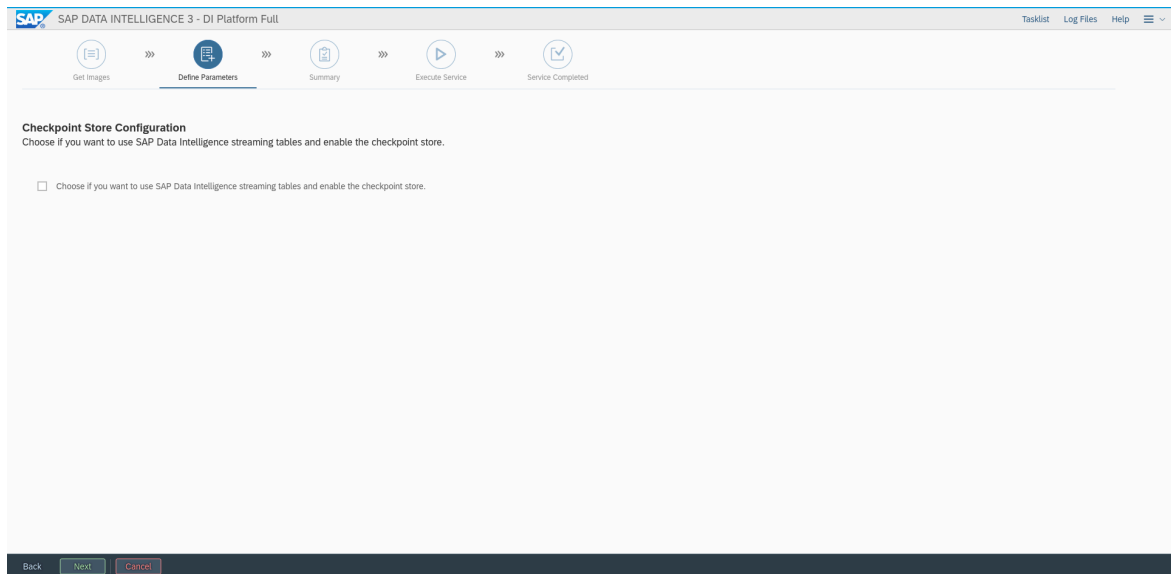 SAP SAP DATA INTELLIGENCE 3 - DI Platform Full Tasklist Log Files Help
Get Images Define Parameters Summary Execute Service Service Completed
Checkpoint Store Configuration
Choose if you want to use SAP Data Intelligence streaming tables and enable the checkpoint store.
Choose if you want to use SAP Data Intelligence streaming tables and enable the checkpoint store.
Back Next Cancel